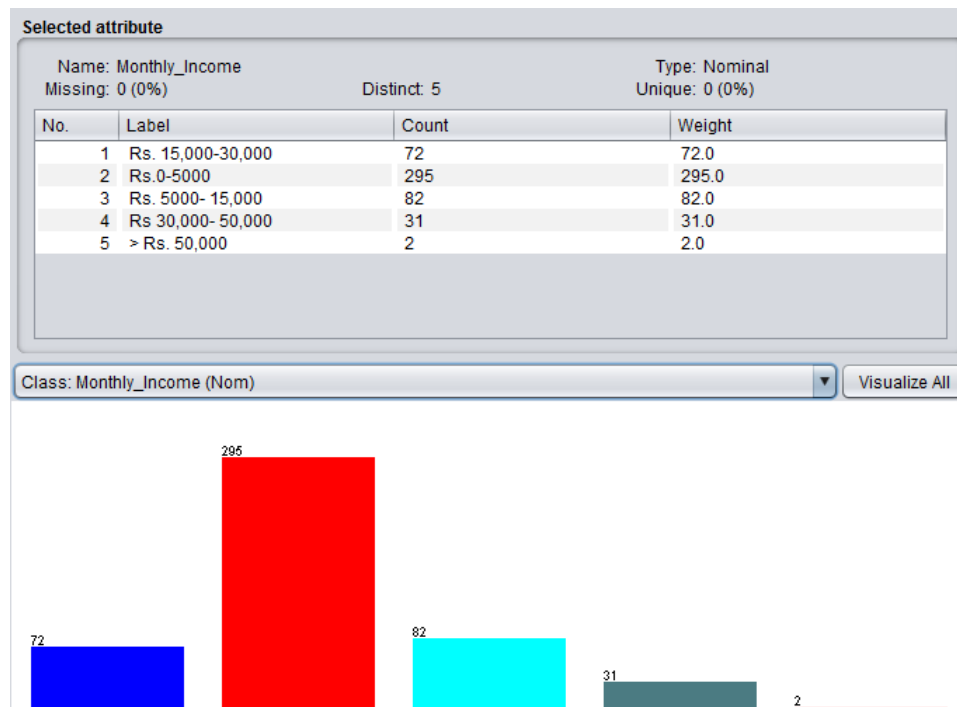 Selected attribute
Name: Monthly_Income Type: Nominal
Missing: 0 (0%) Distinct: 5 Unique: 0 (0%)
No. Label Count Weight
1 Rs. 15,000-30,000 72 72.0
2 Rs.0-5000 295 295.0
3 Rs. 5000- 15,000 82 82.0
4 Rs 30,000- 50,000 31 31.0
5 > Rs. 50,000 2 2.0
Class: Monthly_Income (Nom) Visualize All
295
72 82
31
2